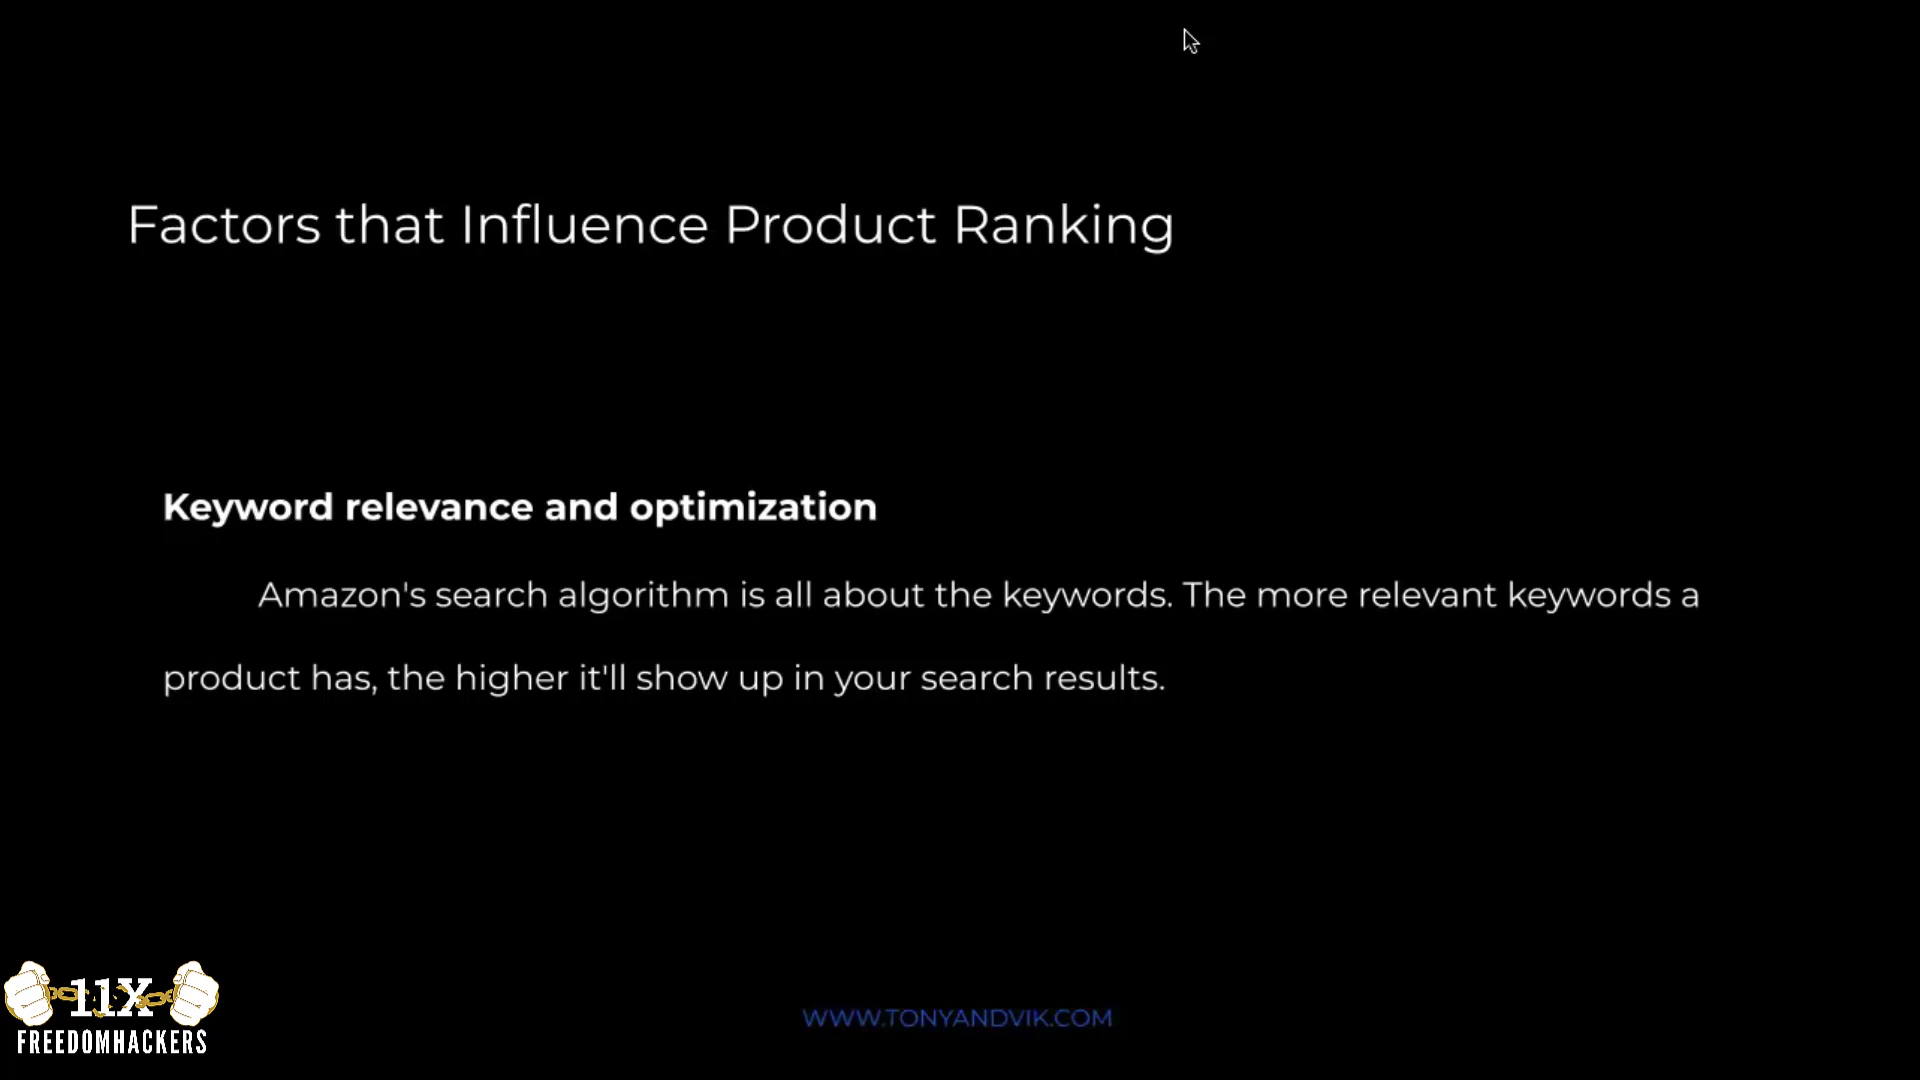 Factors that Influence Product Ranking
Keyword relevance and optimization
Amazon's search algorithm is all about the keywords. The more relevant keywords a
product has, the higher it'll show up in your search results.
11X
FREEDOMHACKERS
WWW.TONYANDVIK.COM